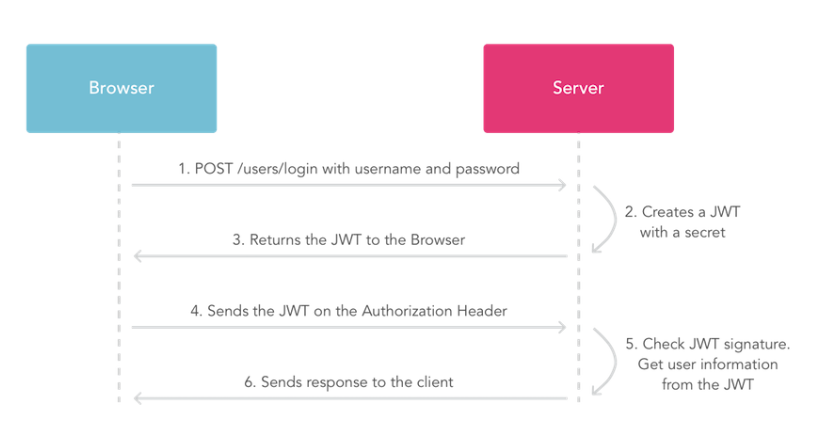 Browser
Server
1. POST /users/login with username and password
2. Creates a JWT
with a secret
3. Returns the JWT to the Browser
4. Sends the JWT on the Authorization Header
5. Check JWT signature.
Get user information
from the JWT
6. Sends response to the client